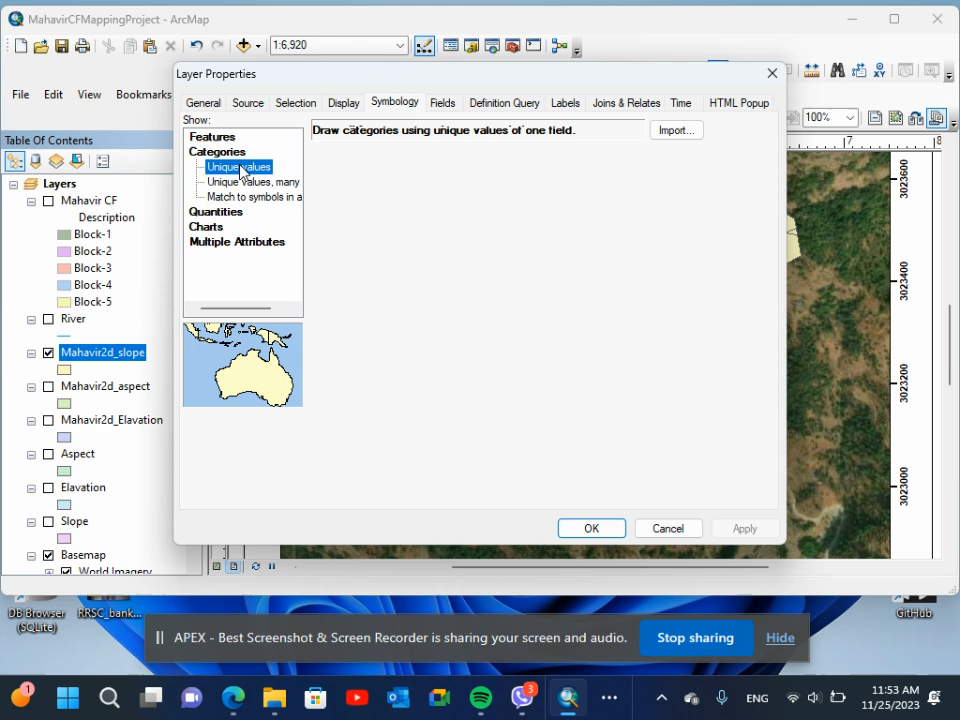 MahavirCFMappingProject - ArcMap
1:6,920
File Edit View Bookmarks
100%
Layer Properties
General Source Selection Display Symbology Fields Definition Query Labels Joins & Relates Time HTML Popup
Show:
Features
Categories
Unique values
Unique values, many
Match to symbols in a
Quantities
Charts
Multiple Attributes
Draw categories using unique values of one field.
Import...
OK Cancel Apply
Table Of Contents
Layers
Mahavir CF
Description
Block-1
Block-2
Block-3
Block-4
Block-5
River
Mahavir2d_slope
Mahavir2d_aspect
Mahavir2d_Elavation
Aspect
Elavation
Slope
Basemap
World Imagery
7 8
3023600
3023400
3023200
3023000
DB Browser
(SQLite)
RRSC_bank...
GitHub
APEX - Best Screenshot & Screen Recorder is sharing your screen and audio.
Stop sharing
Hide
1
3
ENG
11:53 AM
11/25/2023